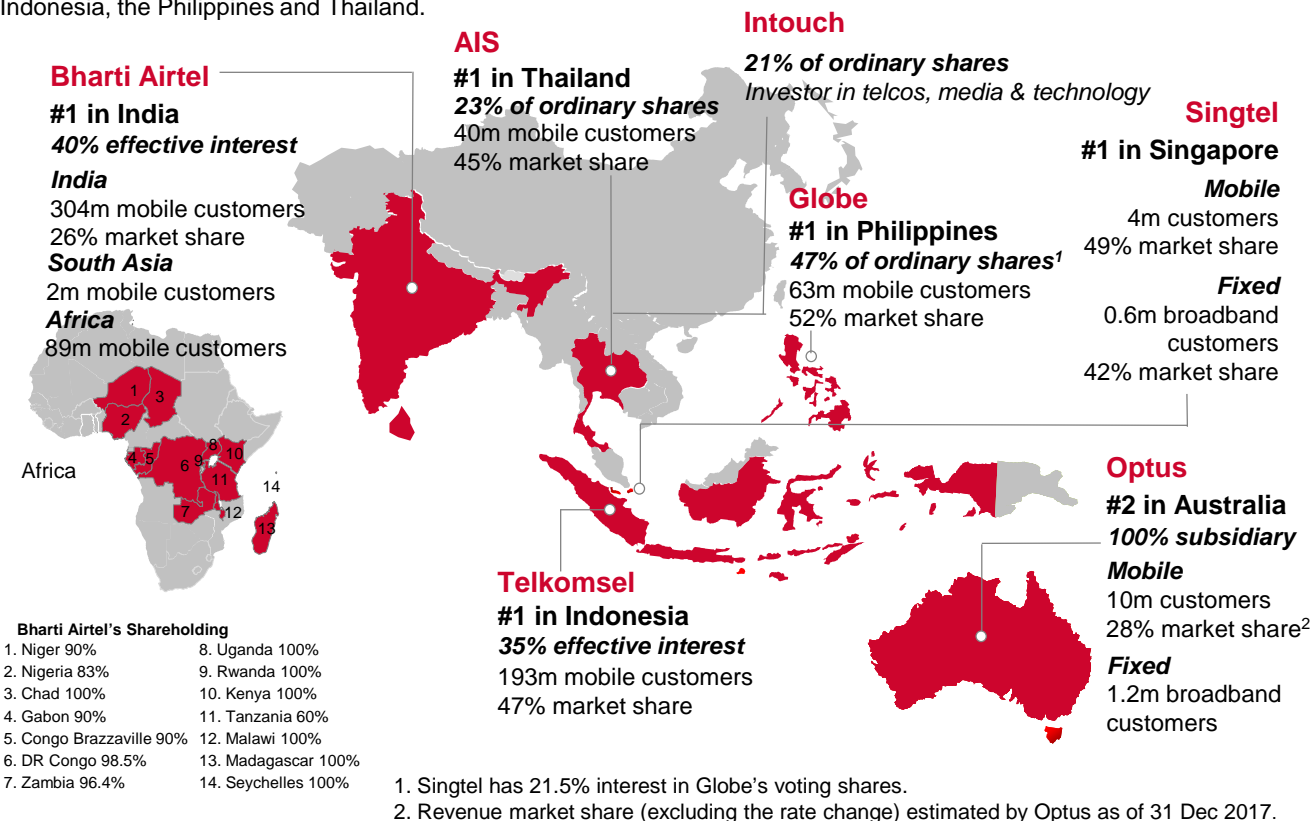 Indonesia, the Philippines and Thailand.
Bharti Airtel
#1 in India
40% effective interest
India
304m mobile customers
26% market share
South Asia
2m mobile customers
Africa
89m mobile customers
AIS
#1 in Thailand
23% of ordinary shares
40m mobile customers
45% market share
Intouch
21% of ordinary shares
Investor in telcos, media & technology
Singtel
#1 in Singapore
Mobile
4m customers
49% market share
Fixed
0.6m broadband
customers
42% market share
Globe
#1 in Philippines
47% of ordinary shares¹
63m mobile customers
52% market share
Africa
1
2
3
4
5
6
7
8
9
10
11
12
13
14
Telkomsel
#1 in Indonesia
35% effective interest
193m mobile customers
47% market share
Optus
#2 in Australia
100% subsidiary
Mobile
10m customers
28% market share²
Fixed
1.2m broadband
customers
Bharti Airtel's Shareholding
1. Niger 90%
2. Nigeria 83%
3. Chad 100%
4. Gabon 90%
5. Congo Brazzaville 90%
6. DR Congo 98.5%
7. Zambia 96.4%
8. Uganda 100%
9. Rwanda 100%
10. Kenya 100%
11. Tanzania 60%
12. Malawi 100%
13. Madagascar 100%
14. Seychelles 100%
1. Singtel has 21.5% interest in Globe's voting shares.
2. Revenue market share (excluding the rate change) estimated by Optus as of 31 Dec 2017.